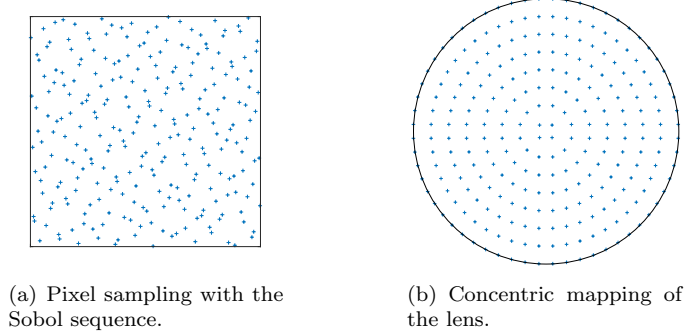 (a) Pixel sampling with the
Sobol sequence.
(b) Concentric mapping of
the lens.